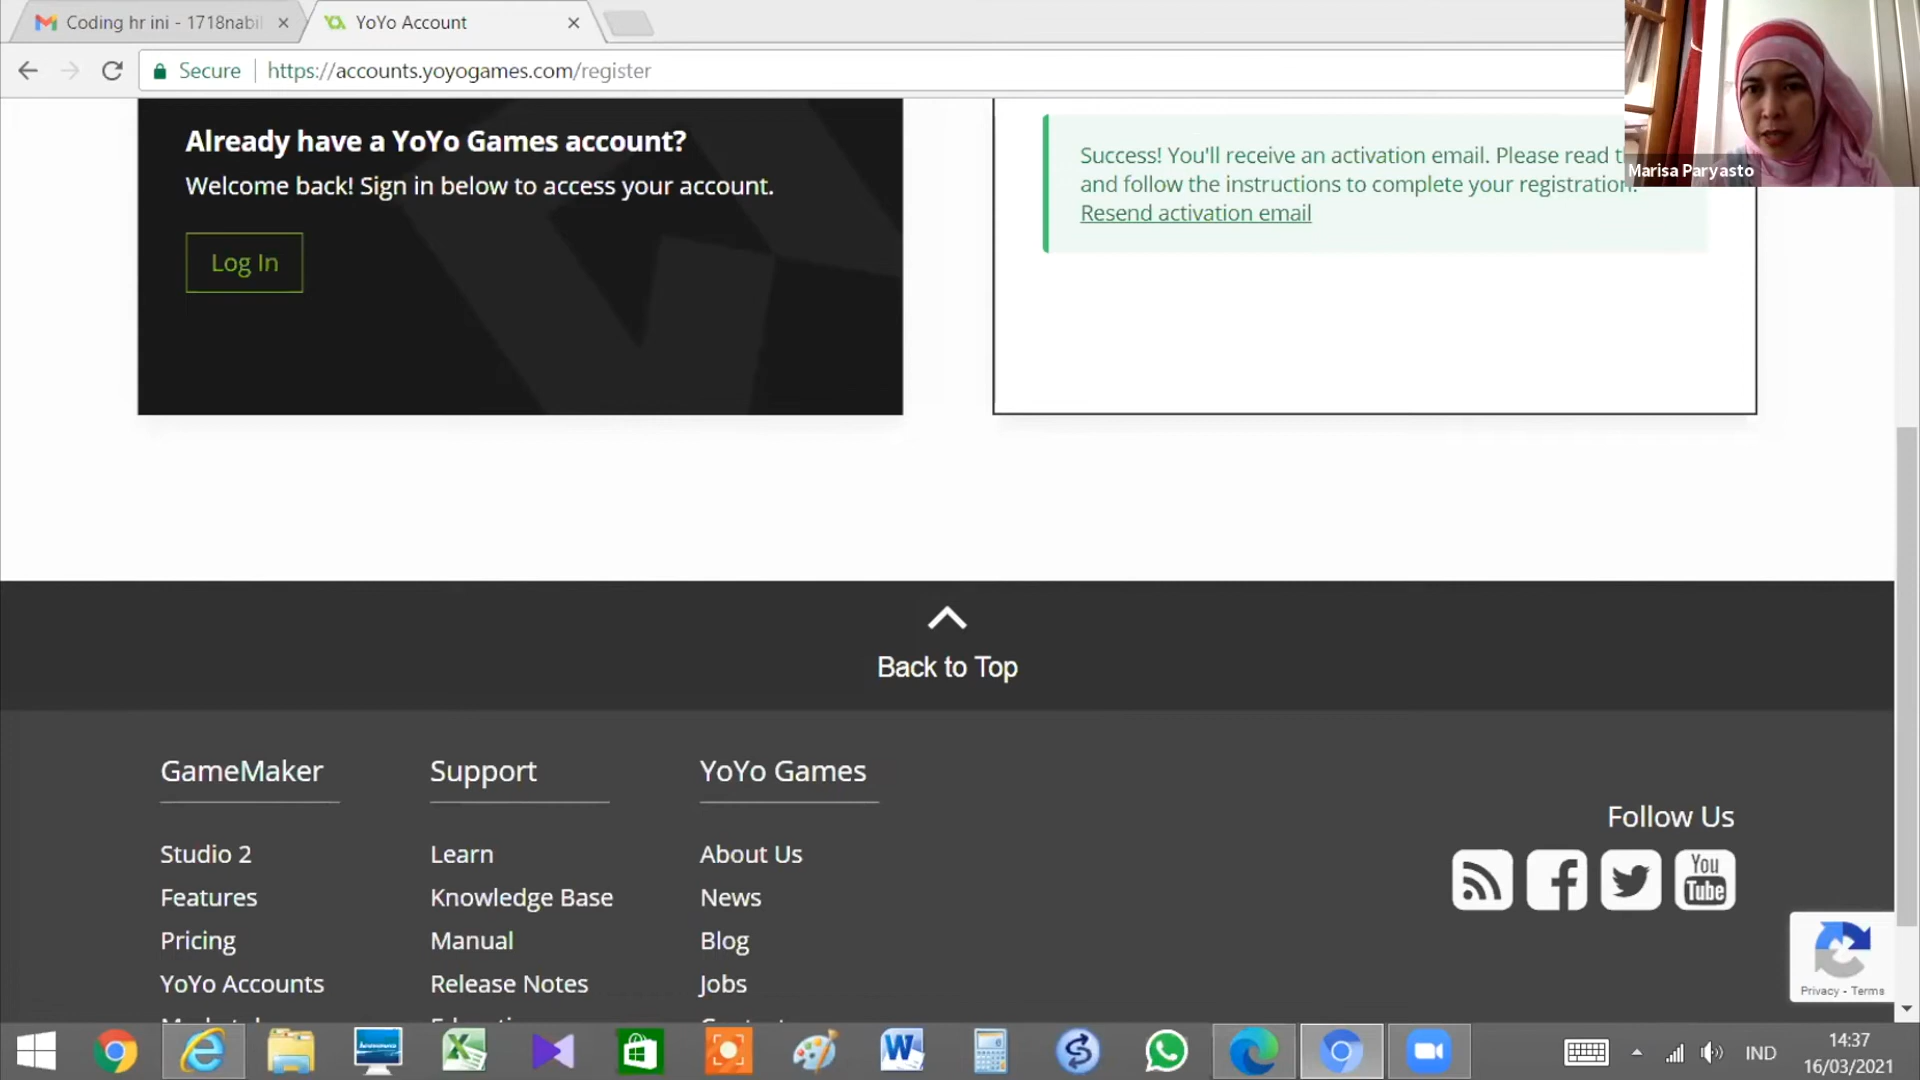 Coding hr ini - 1718nabil
YoYo Account
Secure
https://accounts.yoyogames.com/register
Marisa Paryasto
Already have a YoYo Games account?
Welcome back! Sign in below to access your account.
Log In
Success! You'll receive an activation email. Please read
and follow the instructions to complete your registration.
Resend activation email
Back to Top
GameMaker
Studio 2
Features
Pricing
YoYo Accounts
Support
Learn
Knowledge Base
Manual
Release Notes
YoYo Games
About Us
News
Blog
Jobs
Follow Us
You
Tube
Privacy - Terms
IND
14:37
16/03/2021